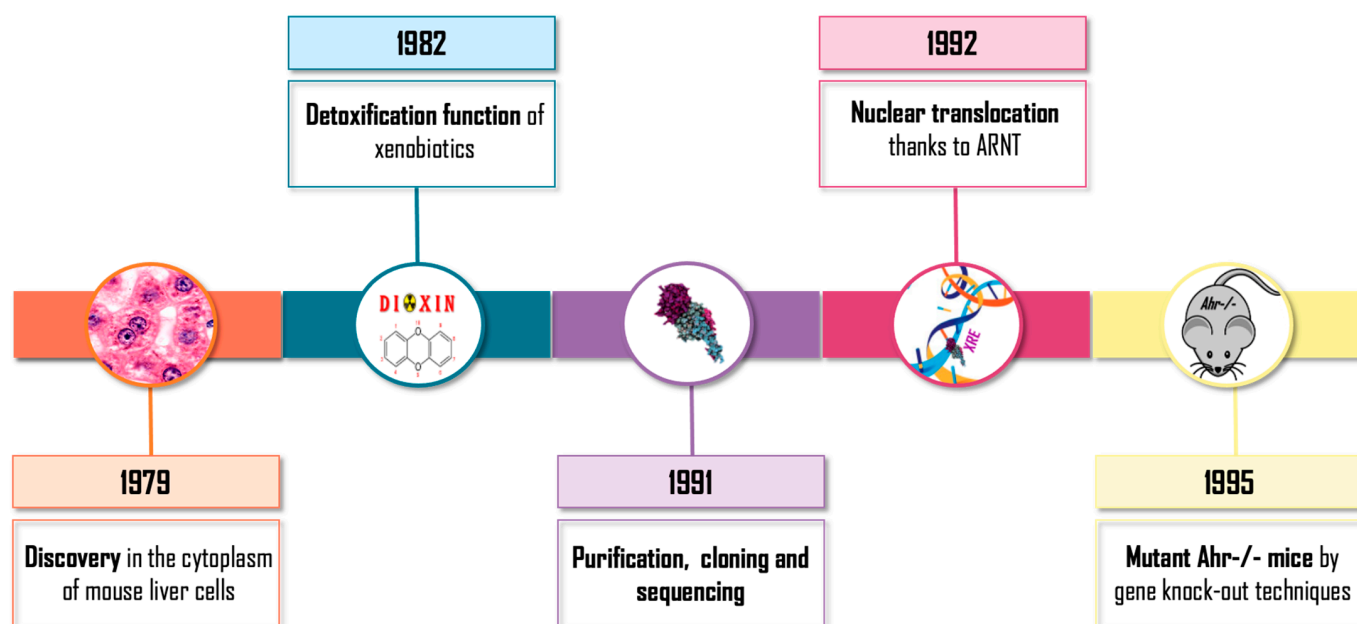 1982
Detoxification function of
xenobiotics
1992
Nuclear translocation
thanks to ARNT
DIOXIN
XRE
Ahr-/-
1979
Discovery in the cytoplasm
of mouse liver cells
1991
Purification, cloning and
sequencing
1995
Mutant Ahr-/- mice by
gene knock-out techniques